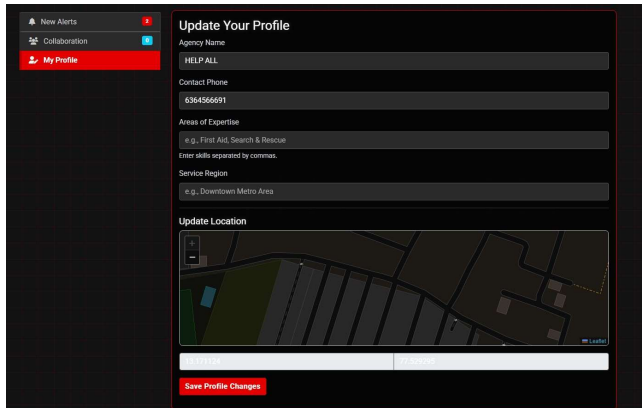 New Alerts
Collaboration
My Profile
Update Your Profile
Agency Name
HELP ALL
Contact Phone
6364566691
Areas of Expertise
e.g., First Aid, Search & Rescue
Enter skills separated by commas.
Service Region
e.g., Downtown Metro Area
Update Location
+
−
Leaflet
Save Profile Changes